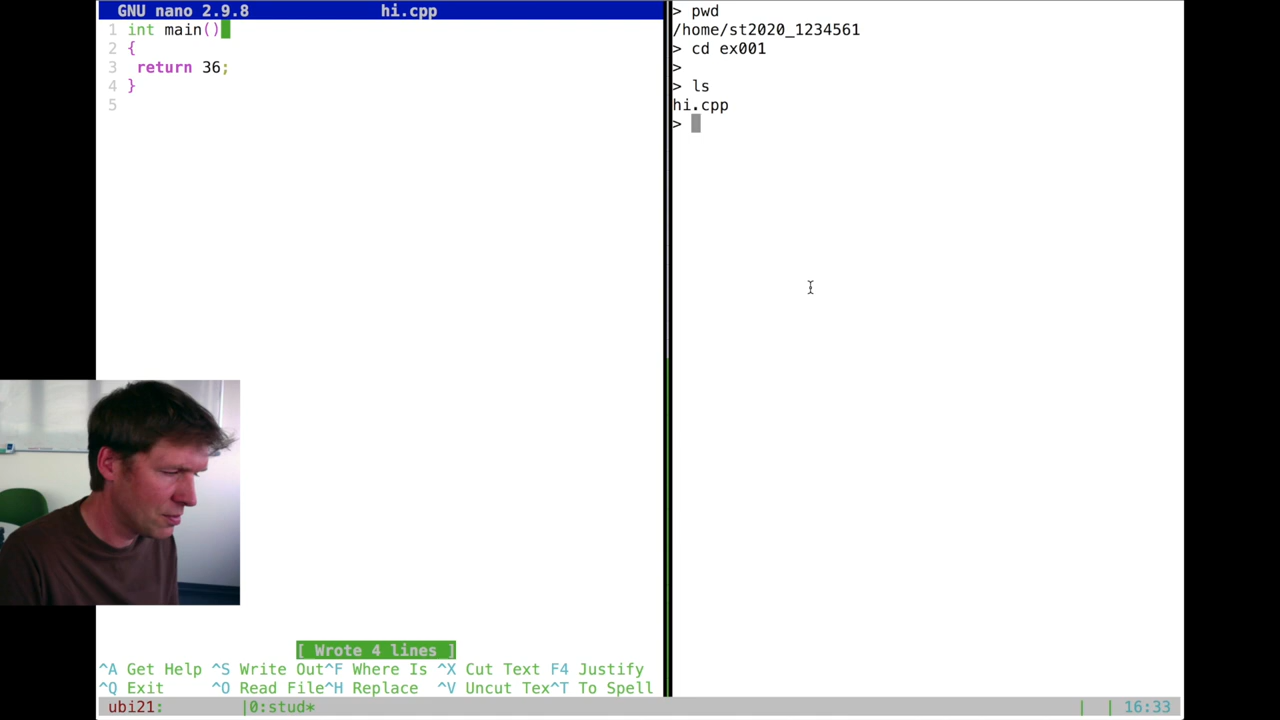 GNU nano 2.9.8 hi.cpp
1 int main()
2 {
3  return 36;
4 }
5
[ Wrote 4 lines ]
^A Get Help ^S Write Out^F Where Is ^X Cut Text F4 Justify
^Q Exit ^O Read File^H Replace ^V Uncut Tex^T To Spell
> pwd
/home/st2020_1234561
> cd ex001
>
> ls
hi.cpp
>
ubi21: |0:stud* | | 16:33